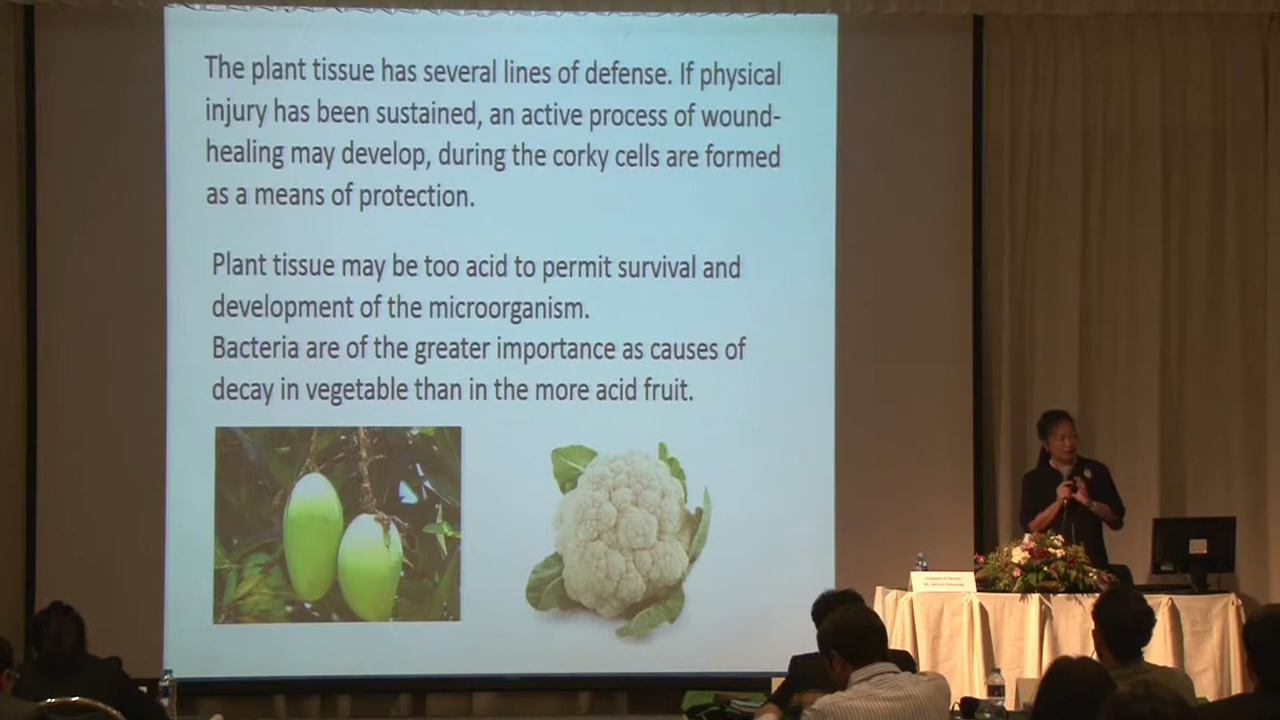 The plant tissue has several lines of defense. If physical
injury has been sustained, an active process of wound-
healing may develop, during the corky cells are formed
as a means of protection.
Plant tissue may be too acid to permit survival and
development of the microorganism.
Bacteria are of the greater importance as causes of
decay in vegetable than in the more acid fruit.